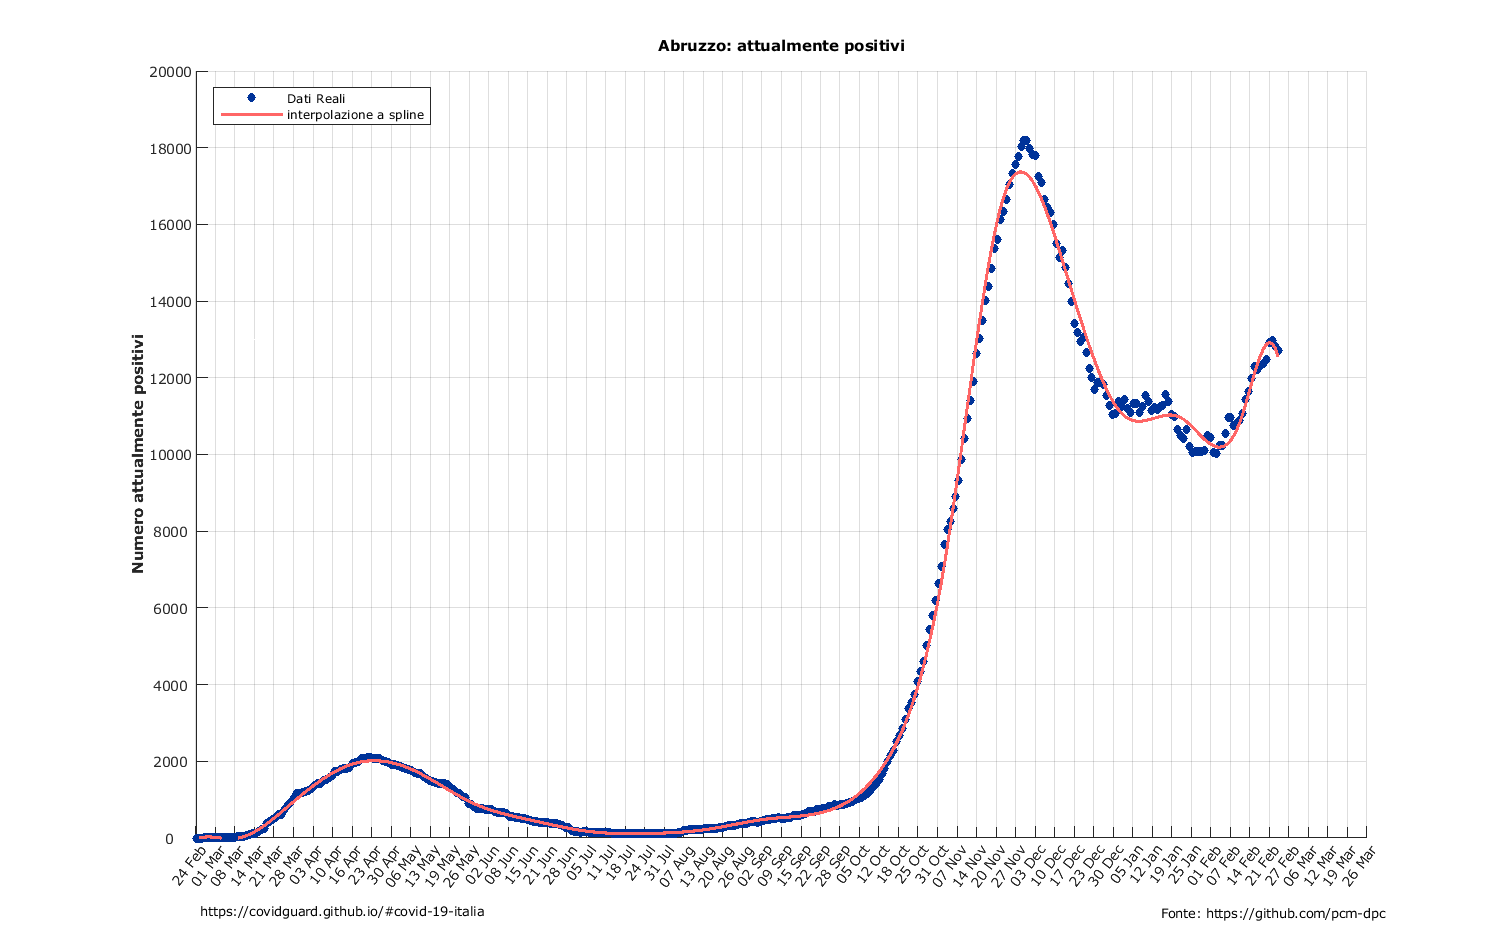 Abruzzo: attualmente positivi
Dati Reali
interpolazione a spline
Numero attualmente positivi
20000
18000
16000
14000
12000
10000
8000
6000
4000
2000
0
24 Feb
01 Mar
08 Mar
14 Mar
21 Mar
28 Mar
03 Apr
10 Apr
16 Apr
23 Apr
30 Apr
06 May
13 May
19 May
26 May
02 Jun
08 Jun
15 Jun
21 Jun
28 Jun
05 Jul
11 Jul
18 Jul
24 Jul
31 Jul
07 Aug
13 Aug
20 Aug
26 Aug
02 Sep
09 Sep
15 Sep
22 Sep
28 Sep
05 Oct
12 Oct
18 Oct
25 Oct
31 Oct
07 Nov
14 Nov
20 Nov
27 Nov
03 Dec
10 Dec
17 Dec
23 Dec
30 Dec
05 Jan
12 Jan
19 Jan
25 Jan
01 Feb
07 Feb
14 Feb
21 Feb
27 Feb
06 Mar
12 Mar
19 Mar
26 Mar
https://covidguard.github.io/#covid-19-italia
Fonte: https://github.com/pcm-dpc